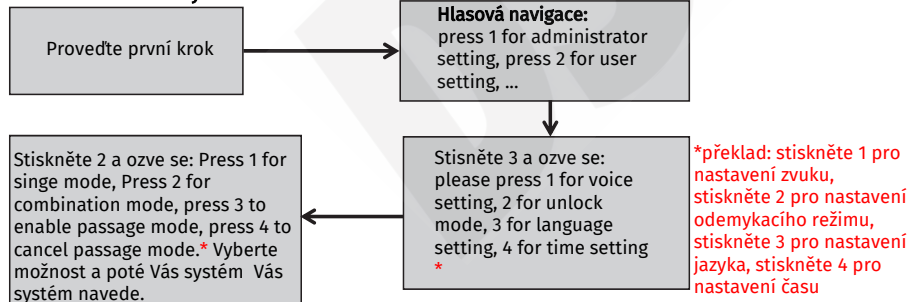 Proveďte první krok
Hlasová navigace:
press 1 for administrator
setting, press 2 for user
setting, ...
Stisněte 3 a ozve se:
please press 1 for voice
setting, 2 for unlock
mode, 3 for language
setting, 4 for time setting
*
*překlad: stiskněte 1 pro
nastavení zvuku,
stiskněte 2 pro nastavení
odemykacího režimu,
stiskněte 3 pro nastavení
jazyka, stiskněte 4 pro
nastavení času
Stiskněte 2 a ozve se: Press 1 for
singe mode, Press 2 for
combination mode, press 3 to
enable passage mode, press 4 to
cancel passage mode.* Vyberte
možnost a poté Vás systém Vás
systém navede.